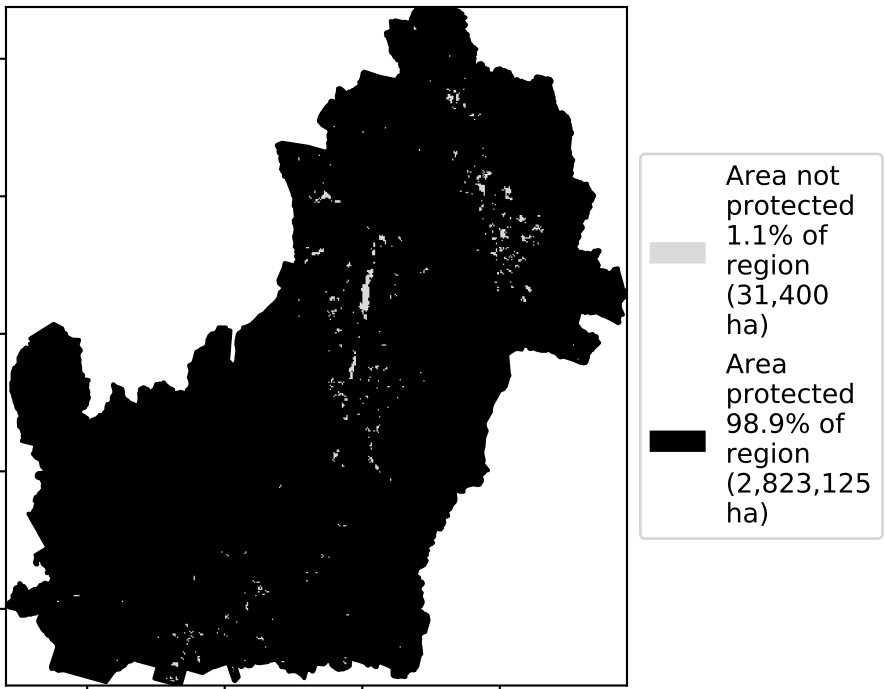 Area not
protected
1.1% of
region
(31,400
ha)
Area
protected
98.9% of
region
(2,823,125
ha)